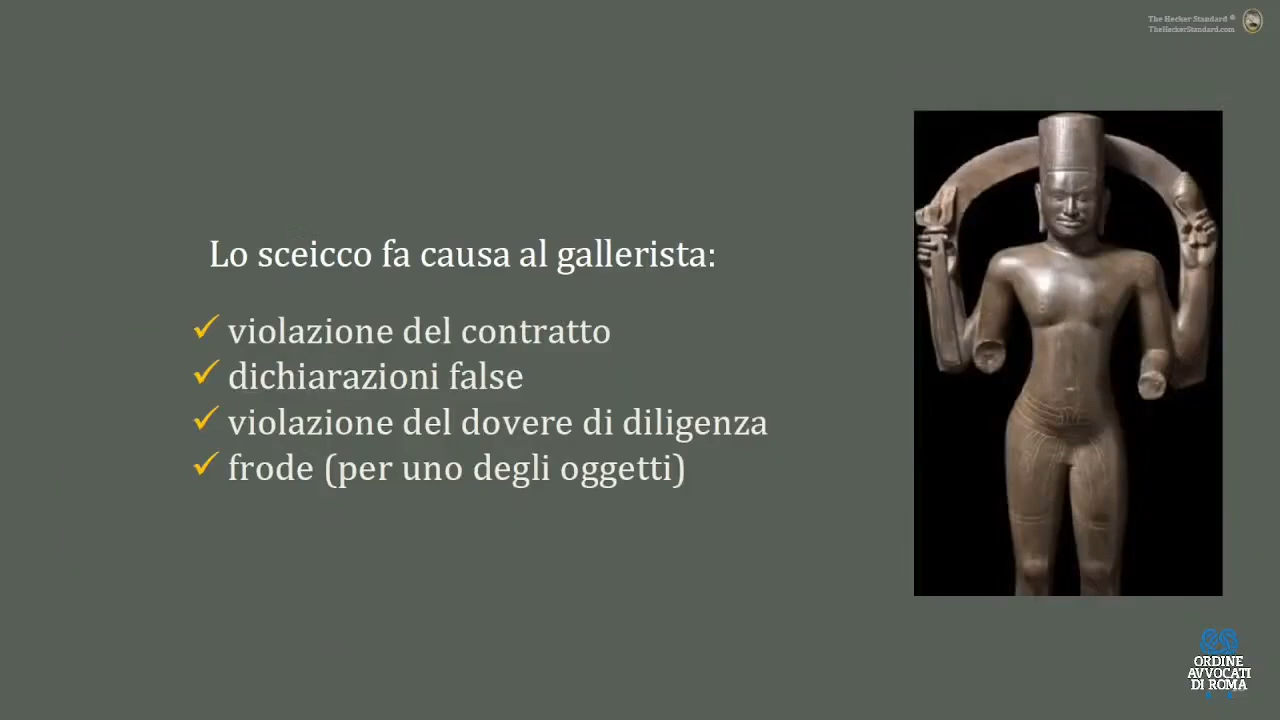 The Hecker Standard ®
TheHeckerStandard.com
Lo sceicco fa causa al gallerista:
✓ violazione del contratto
✓ dichiarazioni false
✓ violazione del dovere di diligenza
✓ frode (per uno degli oggetti)
ORDINE
AVVOCATI
DI ROMA